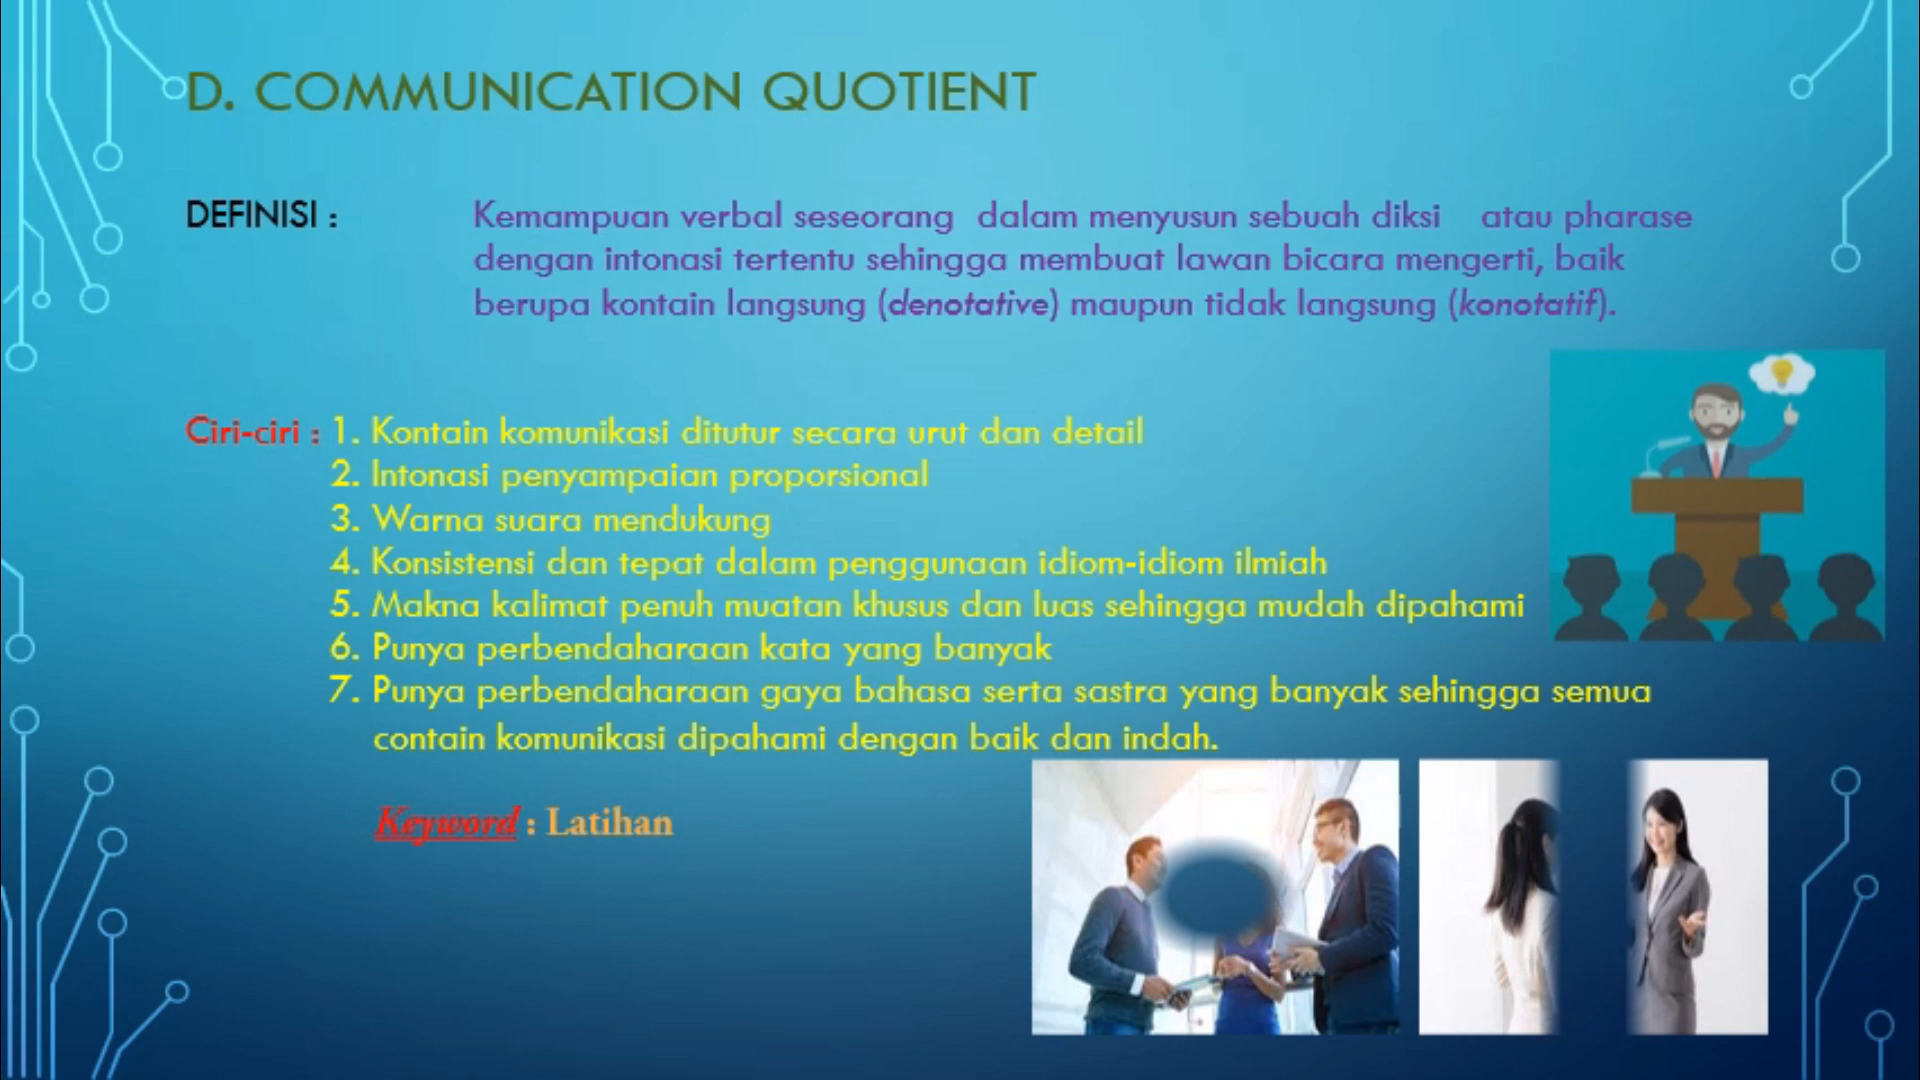 D. COMMUNICATION QUOTIENT
DEFINISI : Kemampuan verbal seseorang dalam menyusun sebuah diksi atau pharase
dengan intonasi tertentu sehingga membuat lawan bicara mengerti, baik
berupa kontain langsung (denotative) maupun tidak langsung (konotatif).
Ciri-ciri : 1. Kontain komunikasi ditutur secara urut dan detail
2. Intonasi penyampaian proporsional
3. Warna suara mendukung
4. Konsistensi dan tepat dalam penggunaan idiom-idiom ilmiah
5. Makna kalimat penuh muatan khusus dan luas sehingga mudah dipahami
6. Punya perbendaharaan kata yang banyak
7. Punya perbendaharaan gaya bahasa serta sastra yang banyak sehingga semua
contain komunikasi dipahami dengan baik dan indah.
Keyword : Latihan